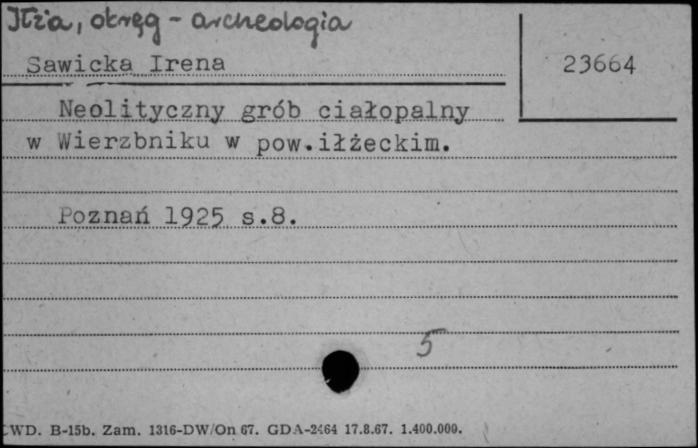 Iłża, okręg - archeologia
Sawicka Irena
23664
Neolityczny grób ciałopalny
w Wierzbniku w pow.iłżeckim.
Poznań 1925 s.8.
5
WD. B-15b. Zam. 1316-DW/On 67. GDA-2464 17.8.67. 1.400.000.